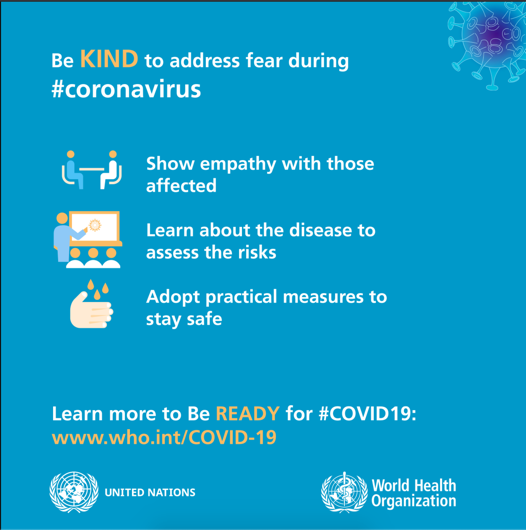 Be KIND to address fear during
#coronavirus
Show empathy with those
affected
Learn about the disease to
assess the risks
Adopt practical measures to
stay safe
Learn more to Be READY for #COVID19:
www.who.int/COVID-19
UNITED NATIONS
World Health
Organization